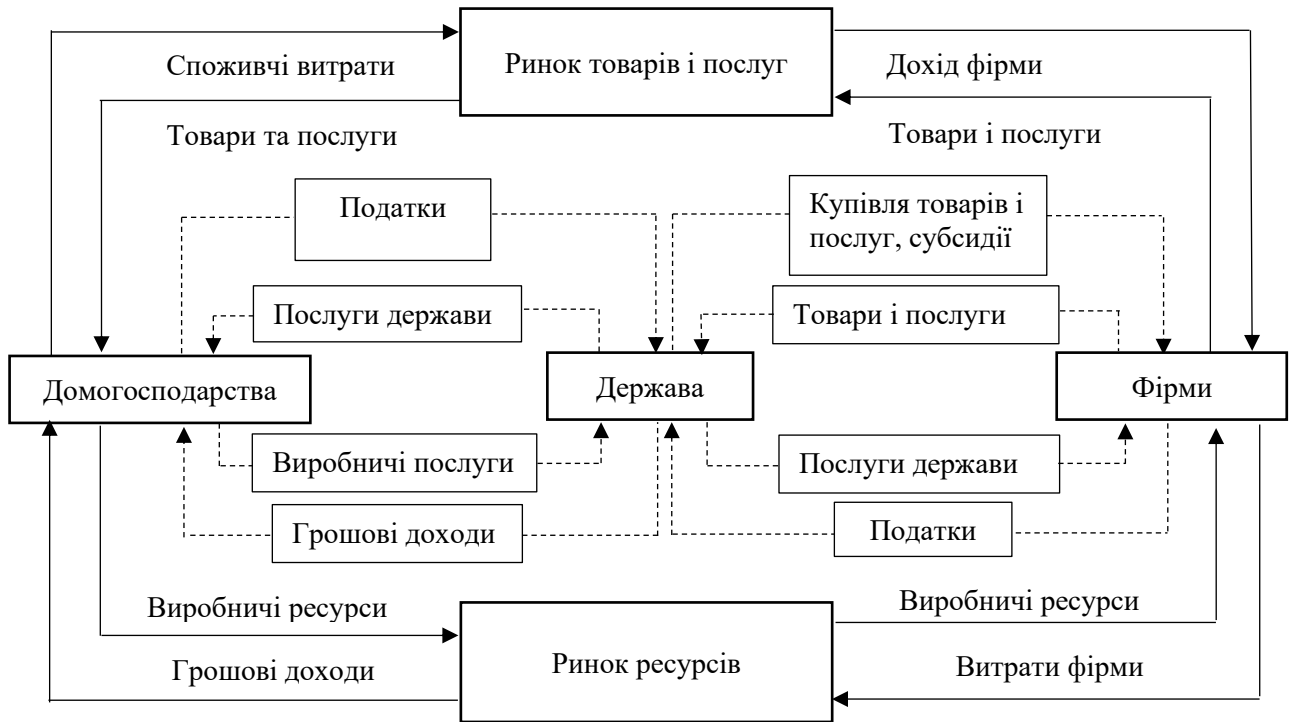 Споживчі витрати
Ринок товарів і послуг
Дохід фірми
Товари та послуги
Товари і послуги
Податки
Купівля товарів і
послуг, субсидії
Послуги держави
Товари і послуги
Домогосподарства
Держава
Фірми
Виробничі послуги
Послуги держави
Грошові доходи
Податки
Виробничі ресурси
Виробничі ресурси
Грошові доходи
Ринок ресурсів
Витрати фірми